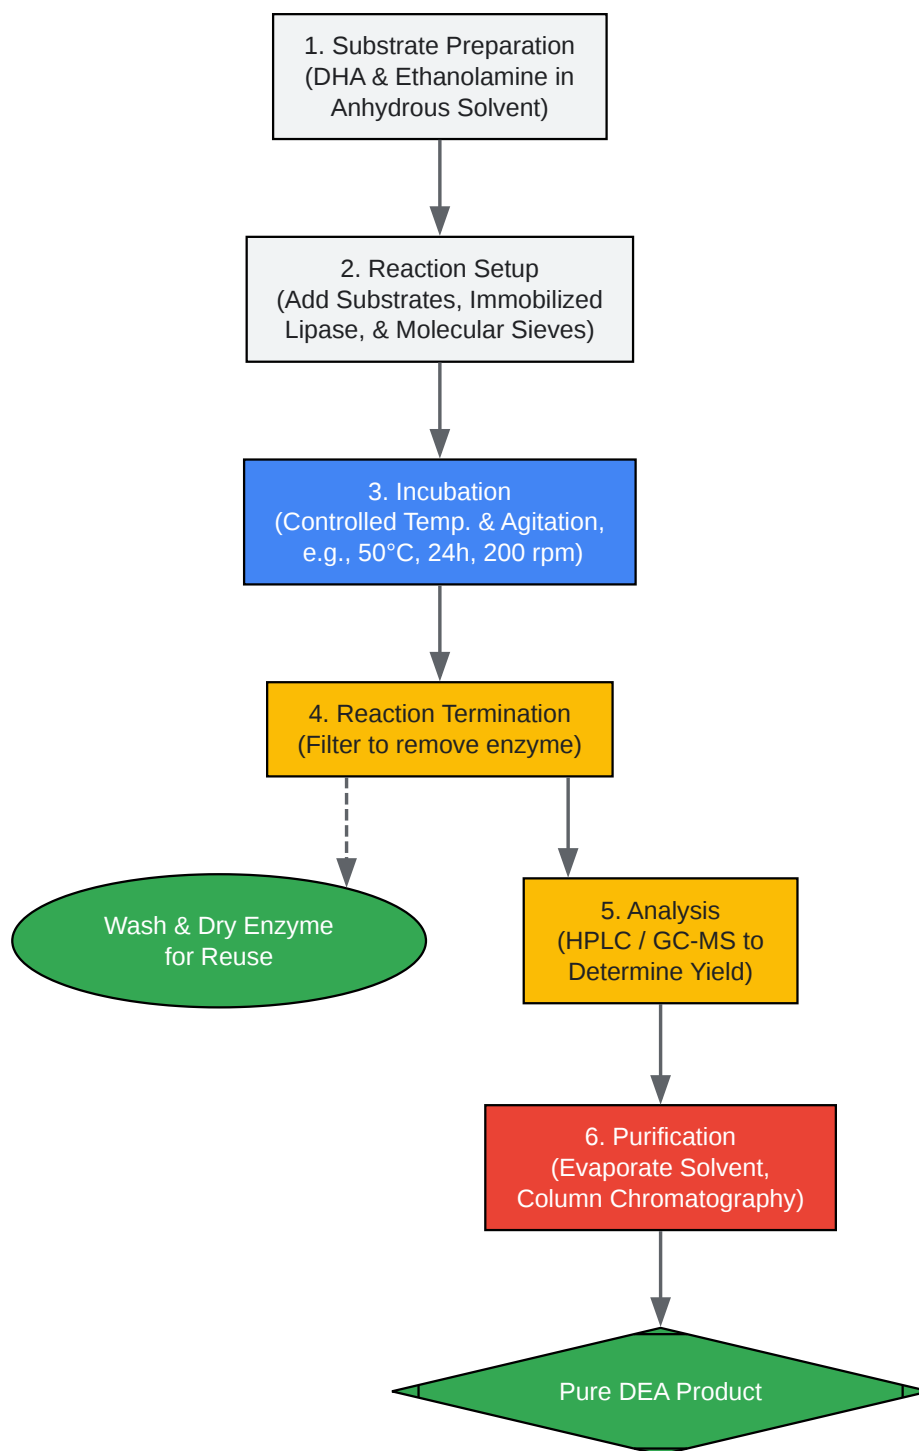 1. Substrate Preparation
(DHA & Ethanolamine in
Anhydrous Solvent)
2. Reaction Setup
(Add Substrates, Immobilized
Lipase, & Molecular Sieves)
3. Incubation
(Controlled Temp. & Agitation,
e.g., 50°C, 24h, 200 rpm)
4. Reaction Termination
(Filter to remove enzyme)
Wash & Dry Enzyme
for Reuse
5. Analysis
(HPLC / GC-MS to
Determine Yield)
6. Purification
(Evaporate Solvent,
Column Chromatography)
Pure DEA Product